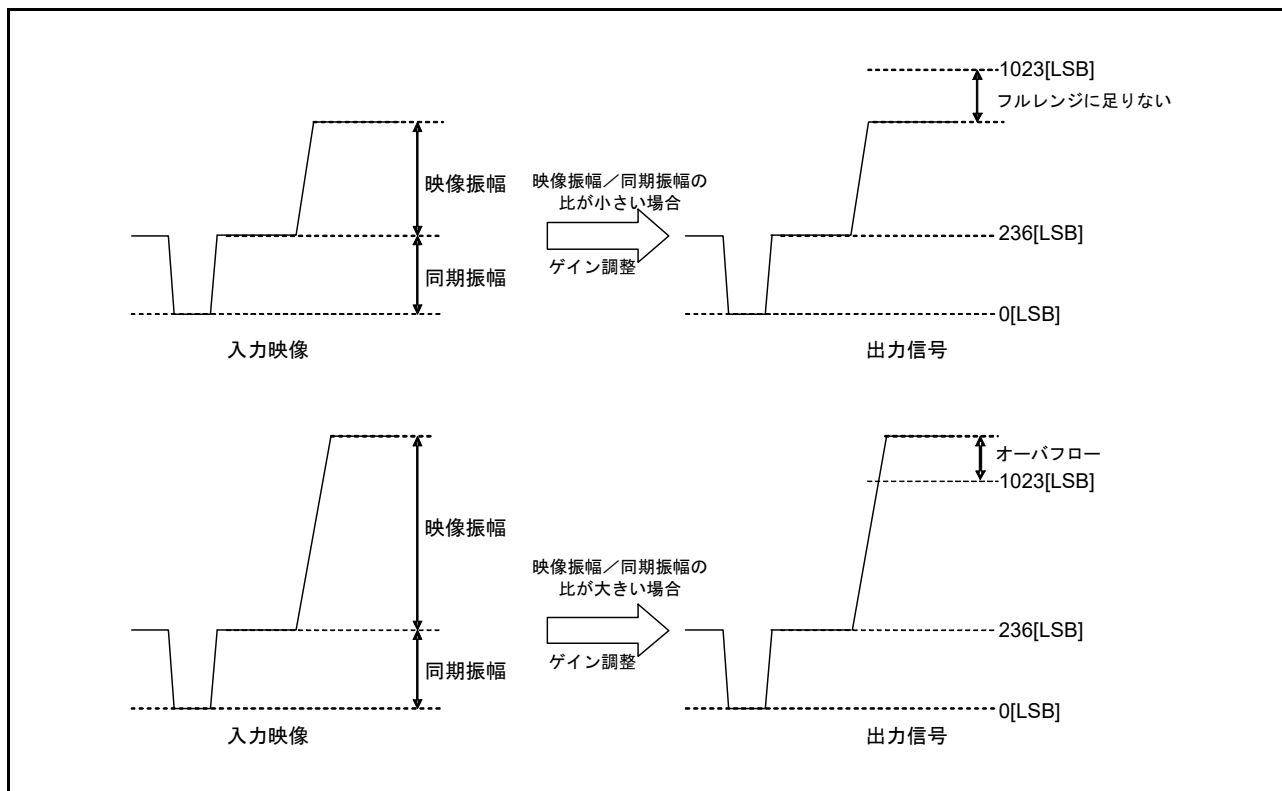 1023[LSB]
フルレンジに足りない
映像振幅
映像振幅／同期振幅の
比が小さい場合
ゲイン調整
236[LSB]
同期振幅
0[LSB]
入力映像
出力信号
オーバフロー
1023[LSB]
映像振幅
映像振幅／同期振幅の
比が大きい場合
ゲイン調整
236[LSB]
同期振幅
0[LSB]
入力映像
出力信号